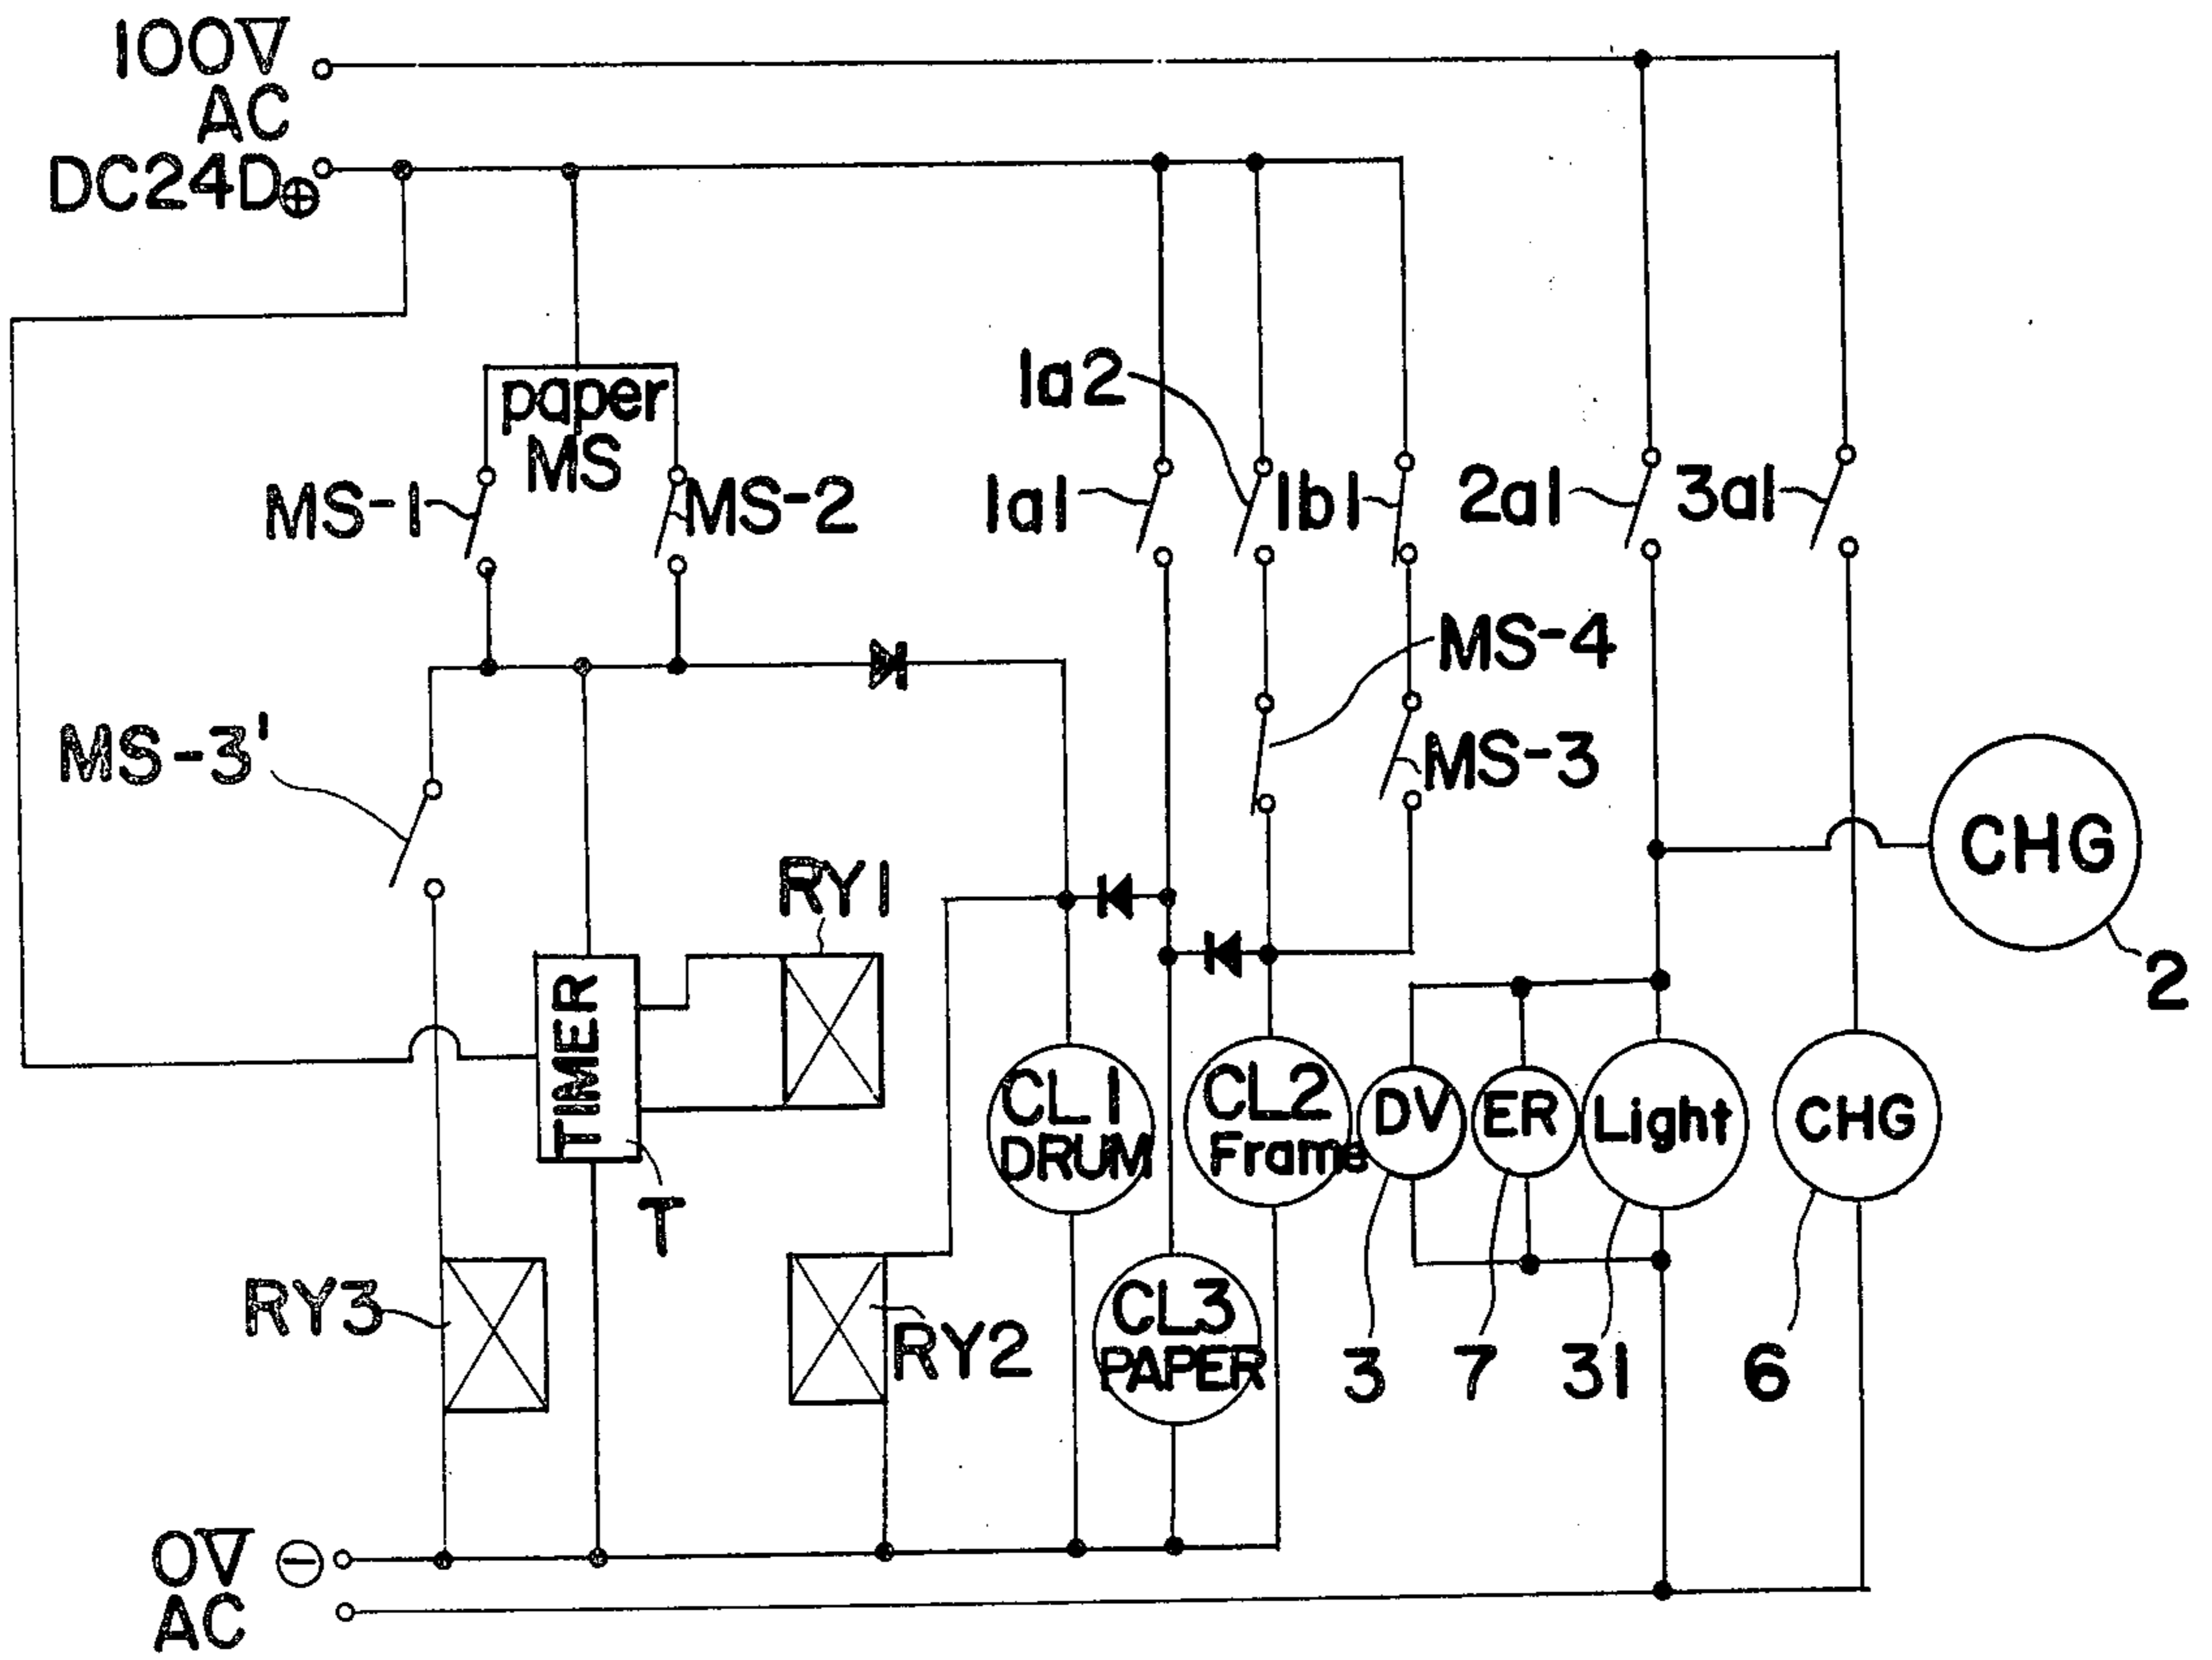 100V
AC
DC24D⊕
paper
MS
MS-1
MS-2
1a2
1a1
1b1
2a1
3a1
MS-4
MS-3
MS-3'
CHG
2
RY1
TIMER
T
CL1
DRUM
CL2
Frame
DV
ER
Light
CHG
RY3
RY2
CL3
PAPER
3
7
31
6
0V ⊖
AC